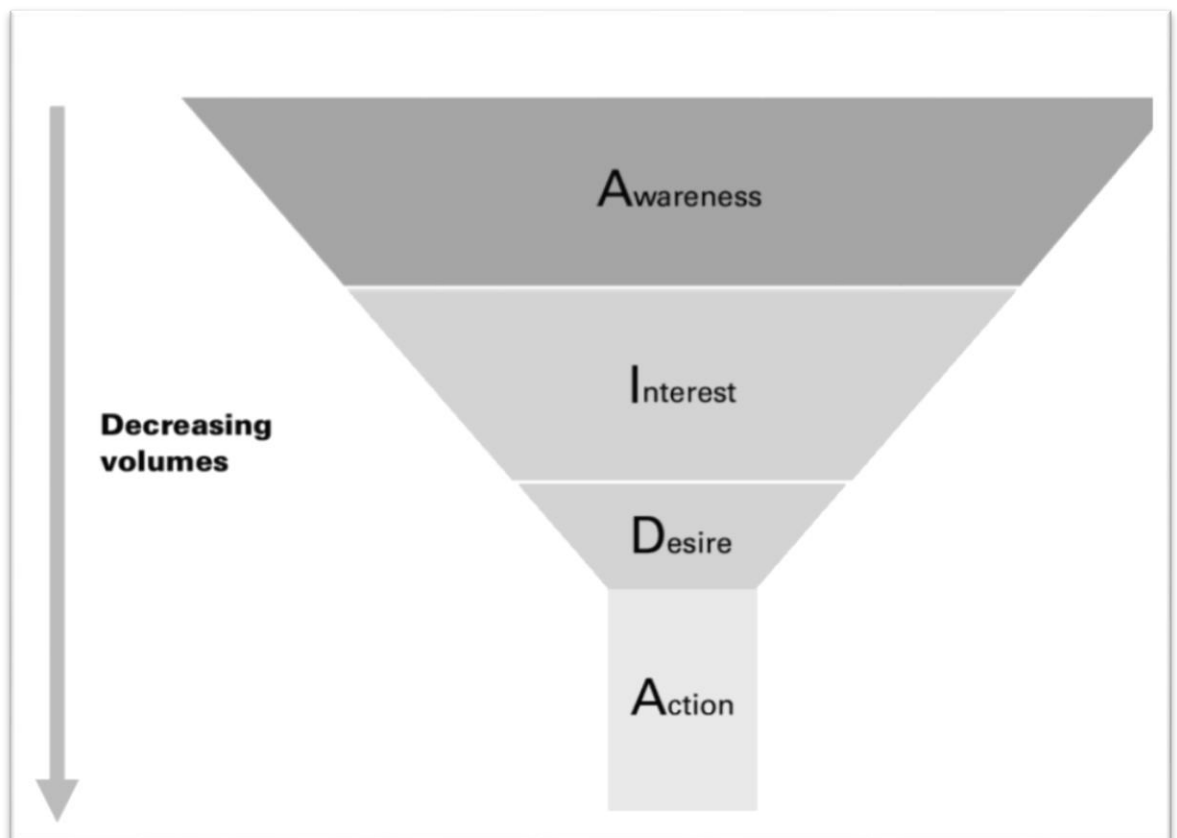 Awareness
Interest
Decreasing
volumes
Desire
Action